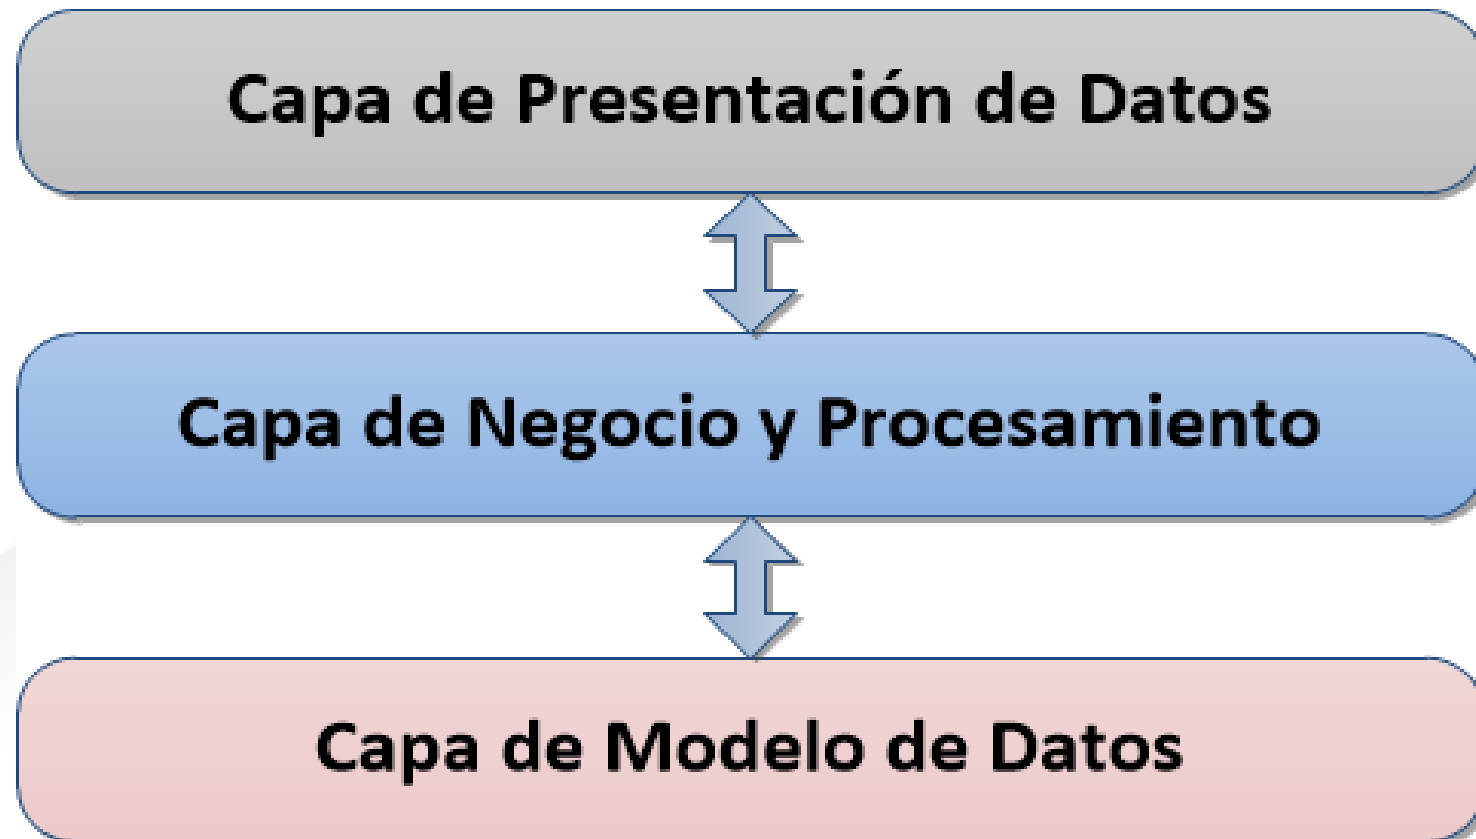 Capa de Presentación de Datos
Capa de Negocio y Procesamiento
Capa de Modelo de Datos